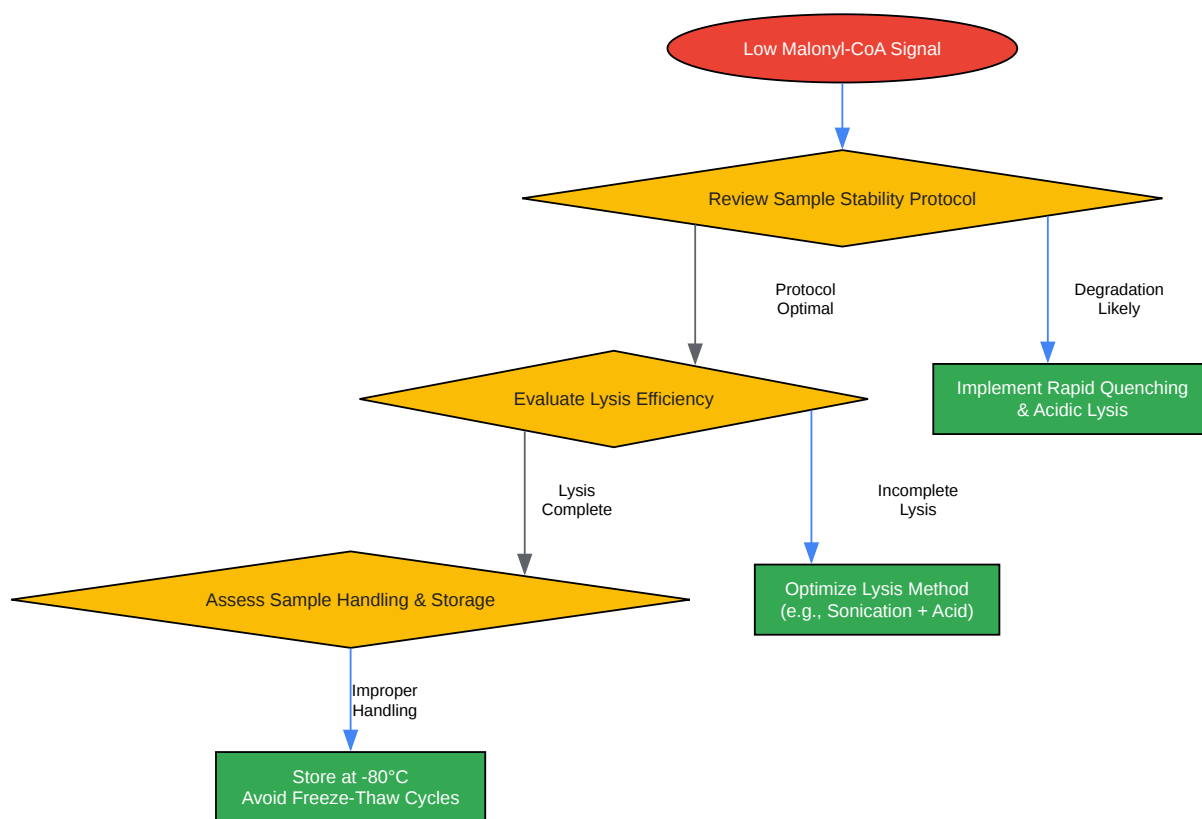 Low Malonyl-CoA Signal
Review Sample Stability Protocol
Protocol
Optimal
Degradation
Likely
Evaluate Lysis Efficiency
Implement Rapid Quenching
& Acidic Lysis
Lysis
Complete
Incomplete
Lysis
Assess Sample Handling & Storage
Optimize Lysis Method
(e.g., Sonication + Acid)
Improper
Handling
Store at -80°C
Avoid Freeze-Thaw Cycles